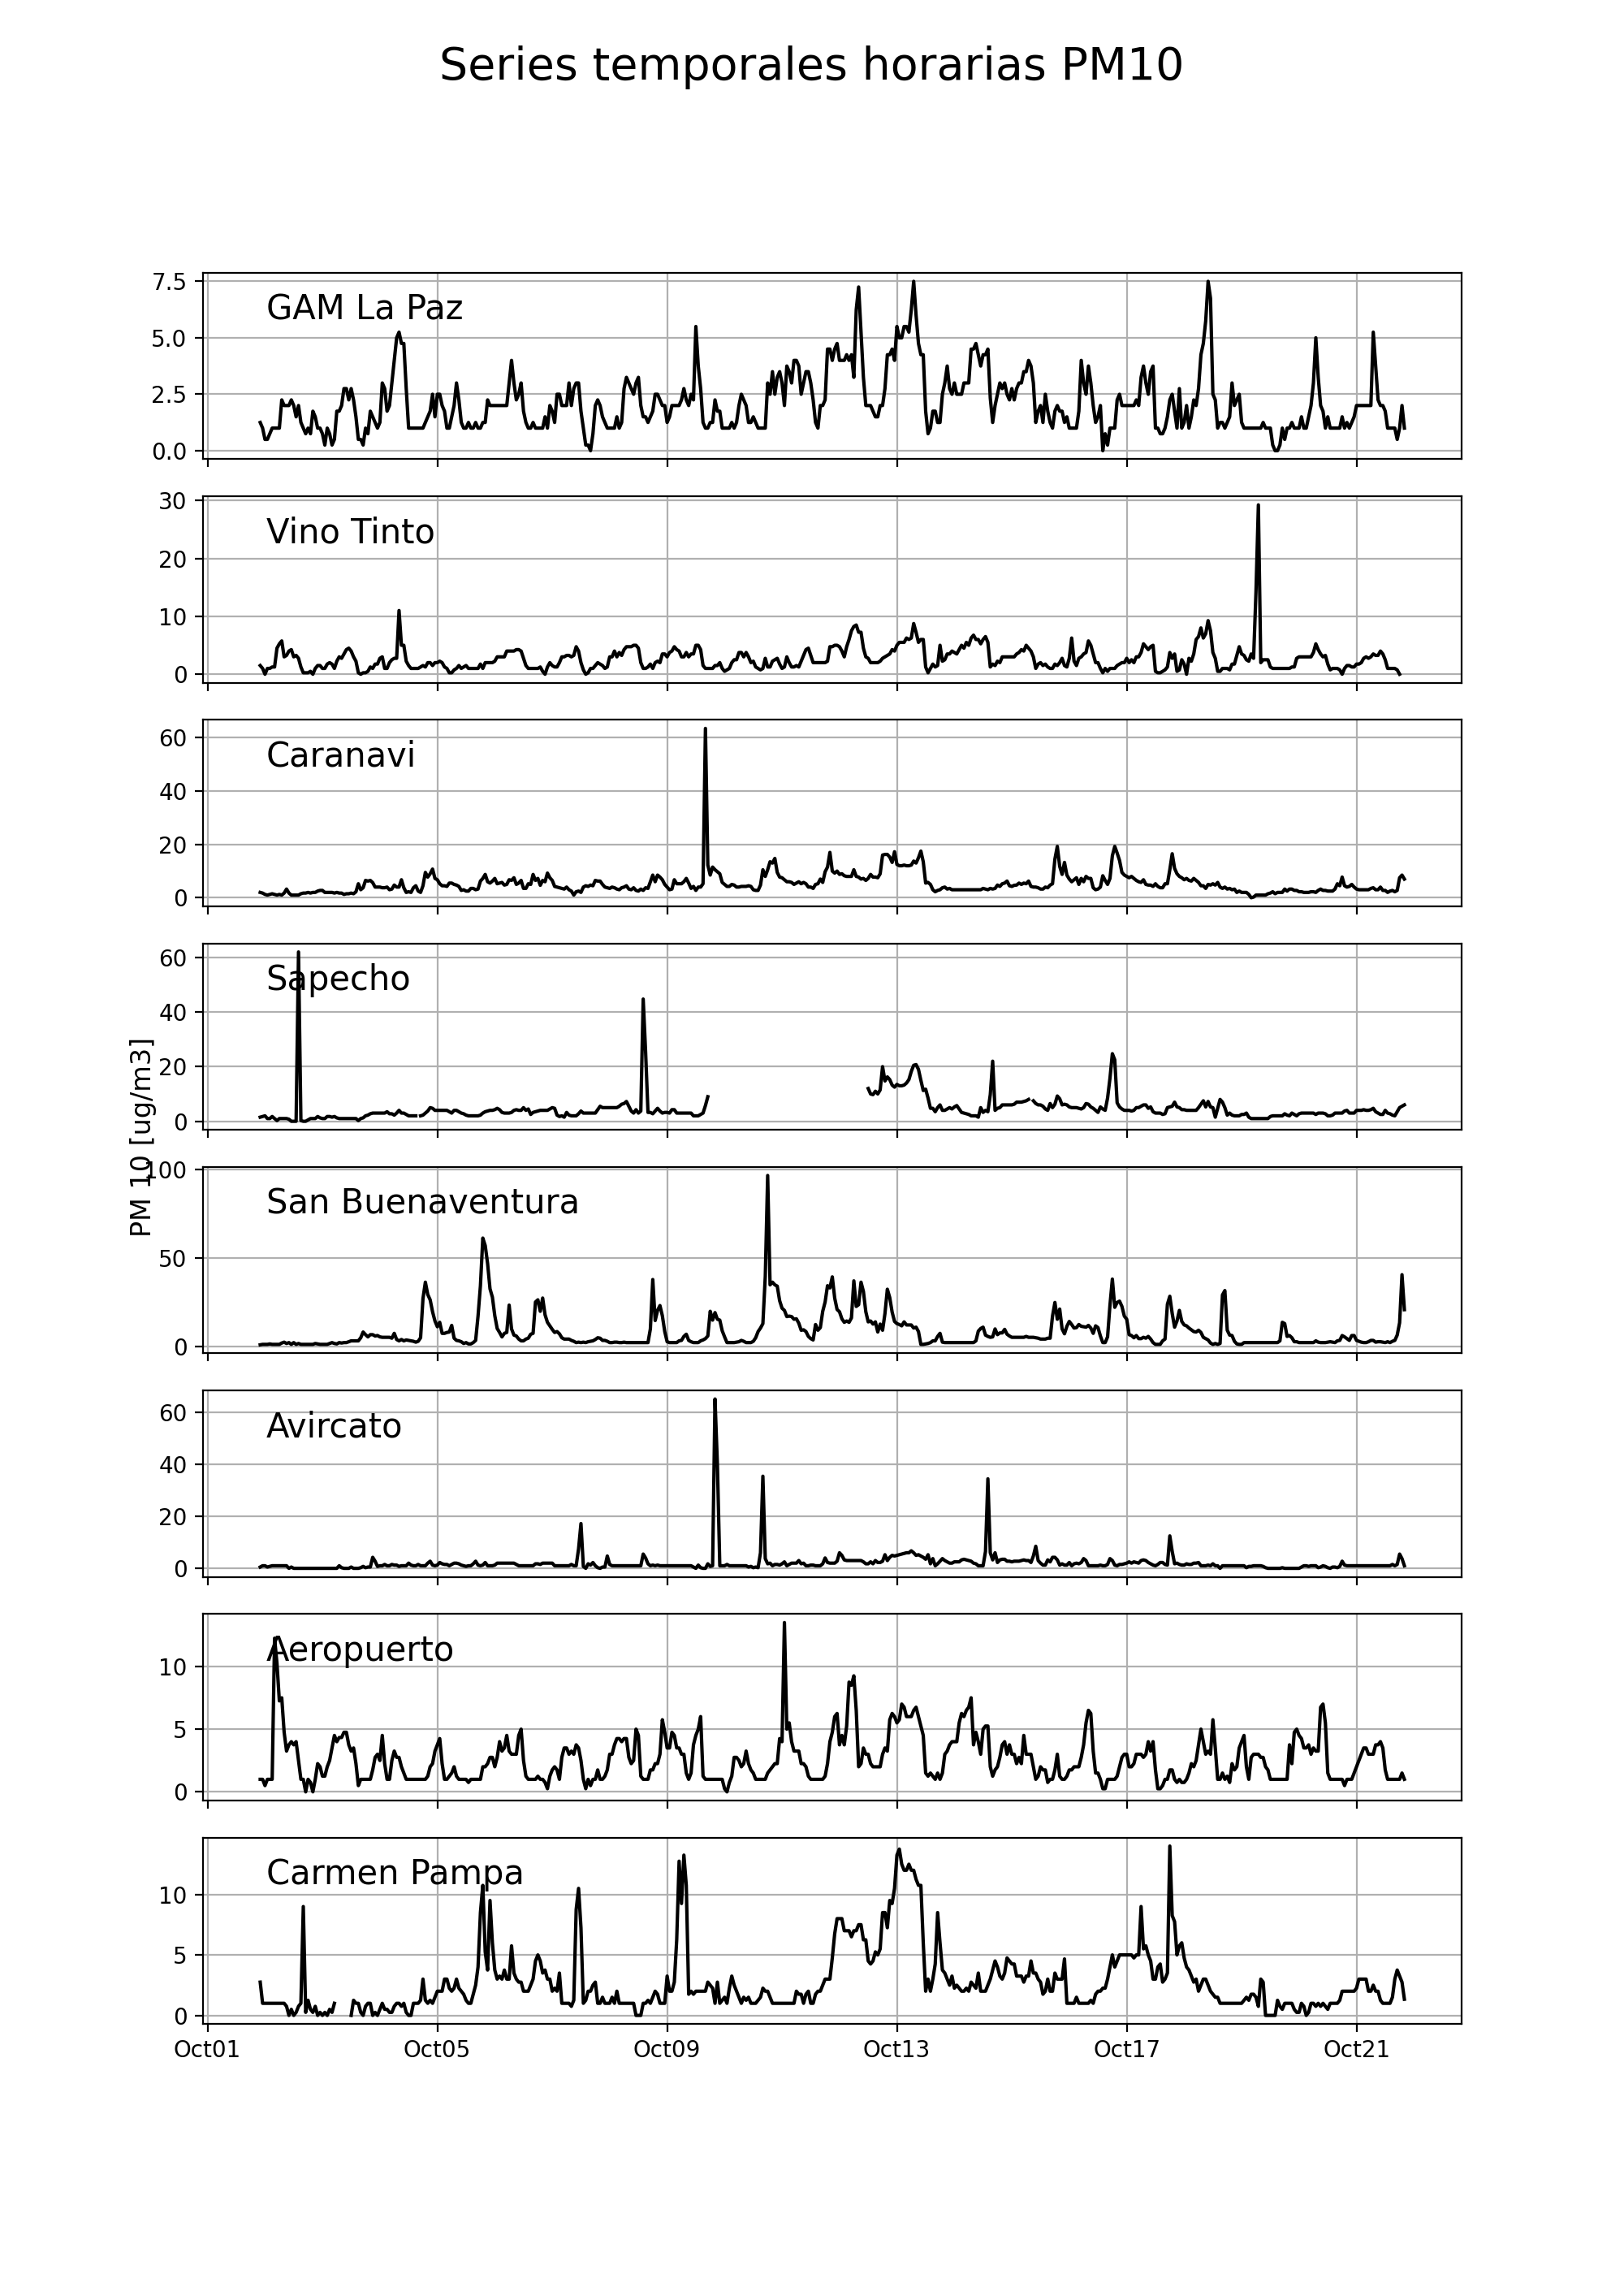 Series temporales horarias PM10
7.5
5.0
2.5
0.0
GAM La Paz
30
20
10
0
Vino Tinto
60
40
20
0
Caranavi
60
40
20
0
Sapecho
PM 10 [ug/m3]
100
50
0
San Buenaventura
60
40
20
0
Avircato
10
5
0
Aeropuerto
10
5
0
Carmen Pampa
Oct01 Oct05 Oct09 Oct13 Oct17 Oct21